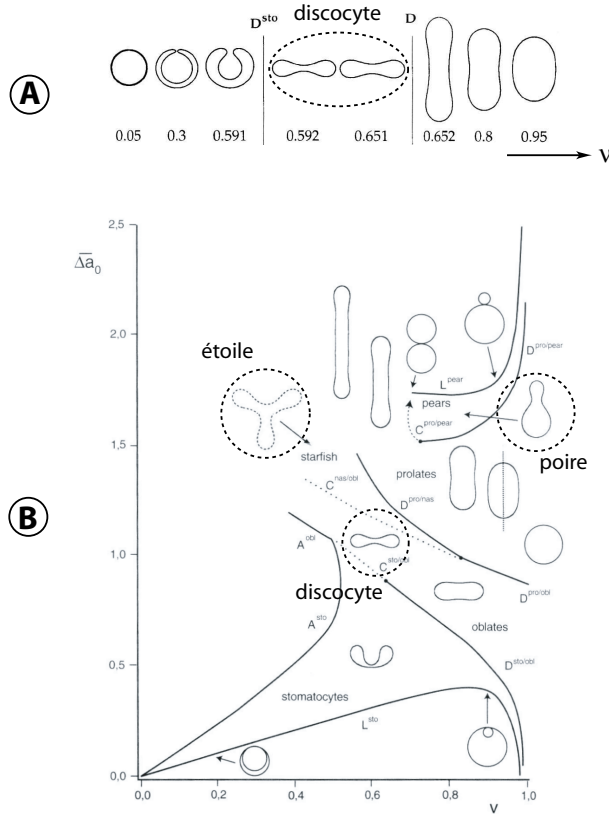 A
D^sto
discocyte
D
0.05 0.3 0.591 0.592 0.651 0.652 0.8 0.95
ν
B
Δa̅₀
2,5
2,0
1,5
1,0
0,5
0,0
étoile
starfish
C^nas/obl
L^pear
pears
C^pro/pear
D^pro/pear
poire
prolates
D^pro/nas
A^obl
C^sto/obl
discocyte
D^pro/obl
A^sto
oblates
D^sto/obl
stomatocytes
L^sto
0,0 0,2 0,4 0,6 0,8 1,0
v